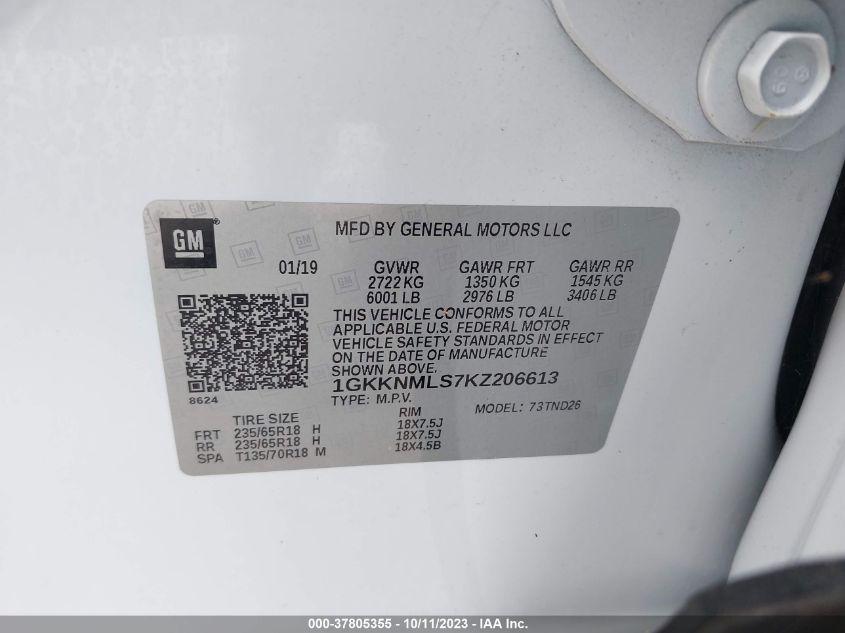 GM
®
MFD BY GENERAL MOTORS LLC
01/19 GVWR GAWR FRT GAWR RR
2722 KG 1350 KG 1545 KG
6001 LB 2976 LB 3406 LB
THIS VEHICLE CONFORMS TO ALL
APPLICABLE U.S. FEDERAL MOTOR
VEHICLE SAFETY STANDARDS IN EFFECT
ON THE DATE OF MANUFACTURE
SHOWN ABOVE.
8624
1GKKNMLS7KZ206613
TYPE: M.P.V. MODEL: 73TND26
TIRE SIZE RIM
FRT 235/65R18 H 18X7.5J
RR 235/65R18 H 18X7.5J
SPA T135/70R18 M 18X4.5B
000-37805355 - 10/11/2023 - IAA Inc.